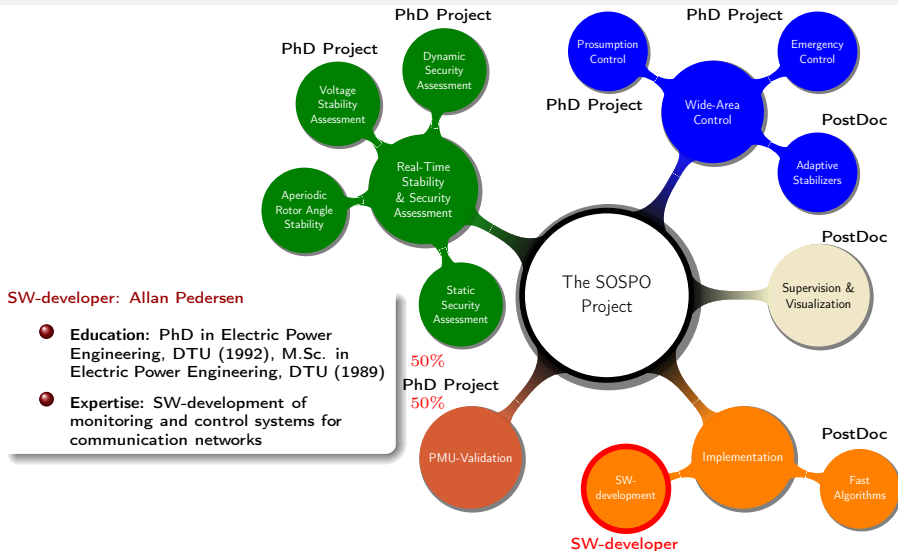 PhD Project
PhD Project
Dynamic
Security
Assessment
Voltage
Stability
Assessment
Real-Time
Stability
& Security
Assessment
Aperiodic
Rotor Angle
Stability
Static
Security
Assessment
PhD Project
Prosumption
Control
Emergency
Control
PhD Project
Wide-Area
Control
PostDoc
Adaptive
Stabilizers
PostDoc
Supervision &
Visualization
The SOSPO
Project
SW-developer: Allan Pedersen
Education: PhD in Electric Power
Engineering, DTU (1992), M.Sc. in
Electric Power Engineering, DTU (1989)
Expertise: SW-development of
monitoring and control systems for
communication networks
50%
PhD Project
50%
PMU-Validation
Implementation
SW-
development
SW-developer
PostDoc
Fast
Algorithms